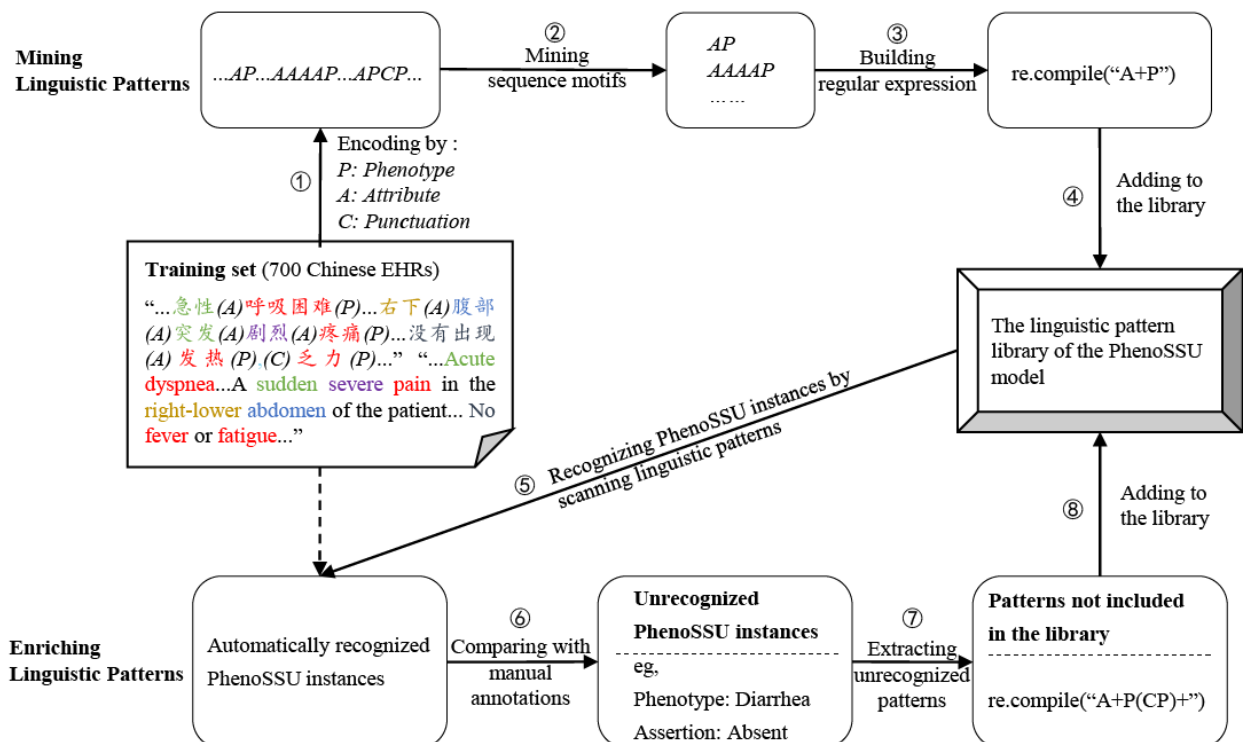 Mining
Linguistic Patterns
...AP...AAAAP...APCP...
②
Mining
sequence motifs
AP
AAAAP
……
③
Building
regular expression
re.compile(“A+P”)
①
Encoding by :
P: Phenotype
A: Attribute
C: Punctuation
④
Adding to
the library
Training set (700 Chinese EHRs)
“...急性(A)呼吸困难(P)...右下(A)腹部
(A)突发(A)剧烈(A)疼痛(P)...没有出现
(A)发热(P),(C)乏力(P)...” “...Acute
dyspnea...A sudden severe pain in the
right-lower abdomen of the patient... No
fever or fatigue...”
The linguistic pattern
library of the PhenoSSU
model
⑤ Recognizing PhenoSSU instances by
scanning linguistic patterns
⑧
Adding to
the library
Enriching
Linguistic Patterns
Automatically recognized
PhenoSSU instances
⑥
Comparing with
manual
annotations
Unrecognized
PhenoSSU instances
eg,
Phenotype: Diarrhea
Assertion: Absent
⑦
Extracting
unrecognized
patterns
Patterns not included
in the library
re.compile(“A+P(CP)+”)